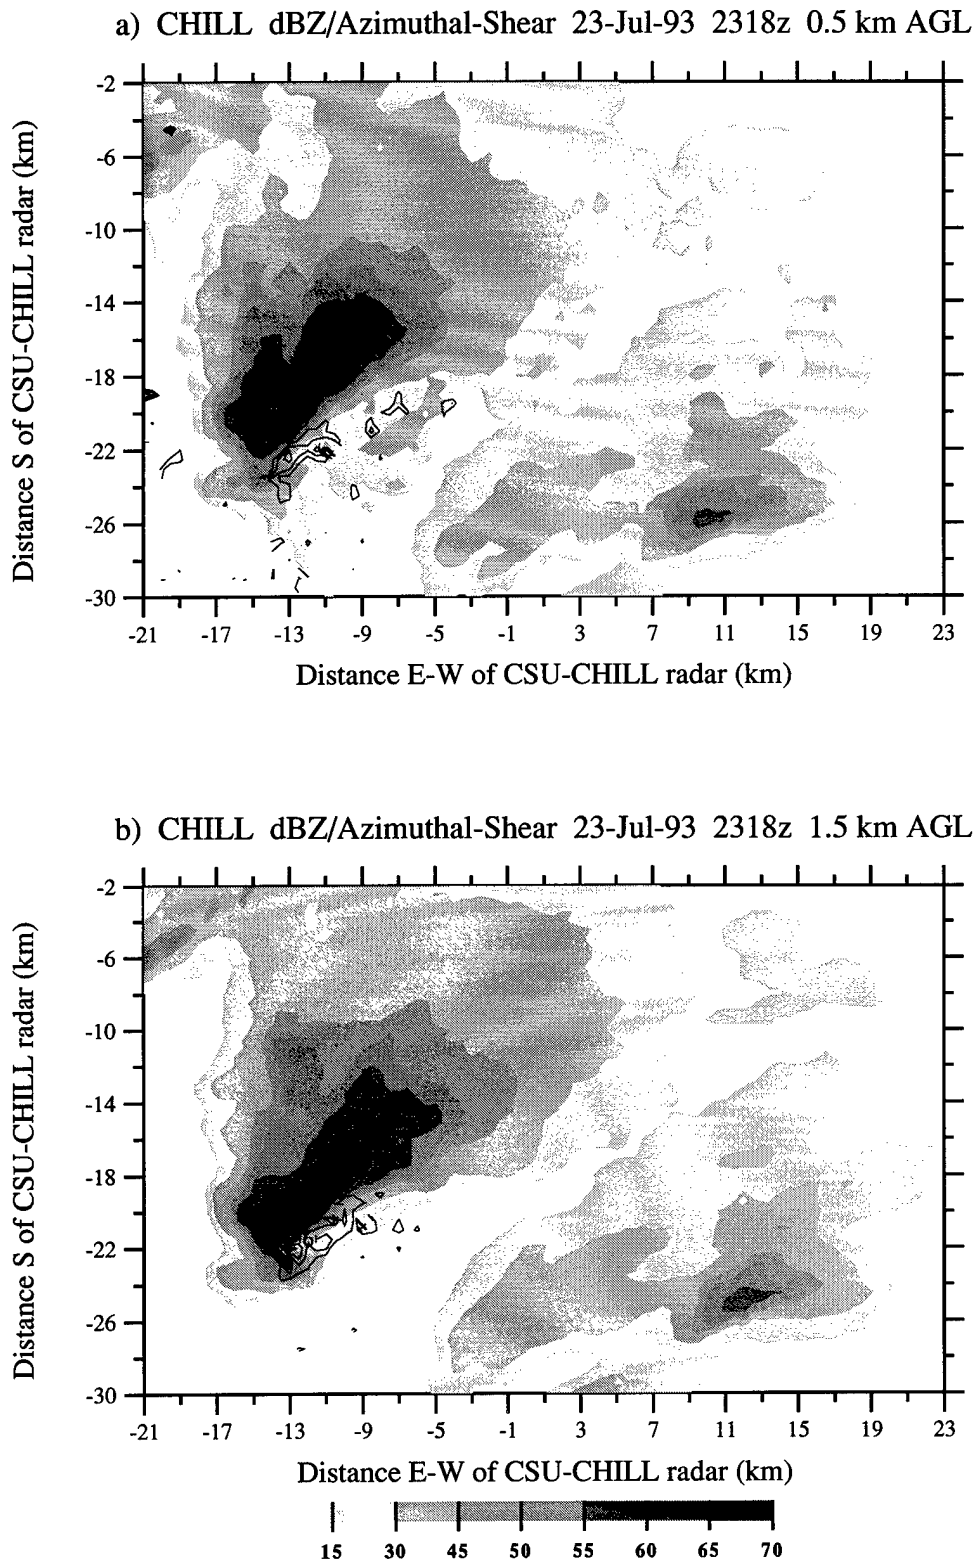 a) CHILL dBZ/Azimuthal-Shear 23-Jul-93 2318z 0.5 km AGL
Distance S of CSU-CHILL radar (km)
-2
-6
-10
-14
-18
-22
-26
-30
-21 -17 -13 -9 -5 -1 3 7 11 15 19 23
Distance E-W of CSU-CHILL radar (km)
b) CHILL dBZ/Azimuthal-Shear 23-Jul-93 2318z 1.5 km AGL
Distance S of CSU-CHILL radar (km)
-2
-6
-10
-14
-18
-22
-26
-30
-21 -17 -13 -9 -5 -1 3 7 11 15 19 23
Distance E-W of CSU-CHILL radar (km)
15 30 45 50 55 60 65 70